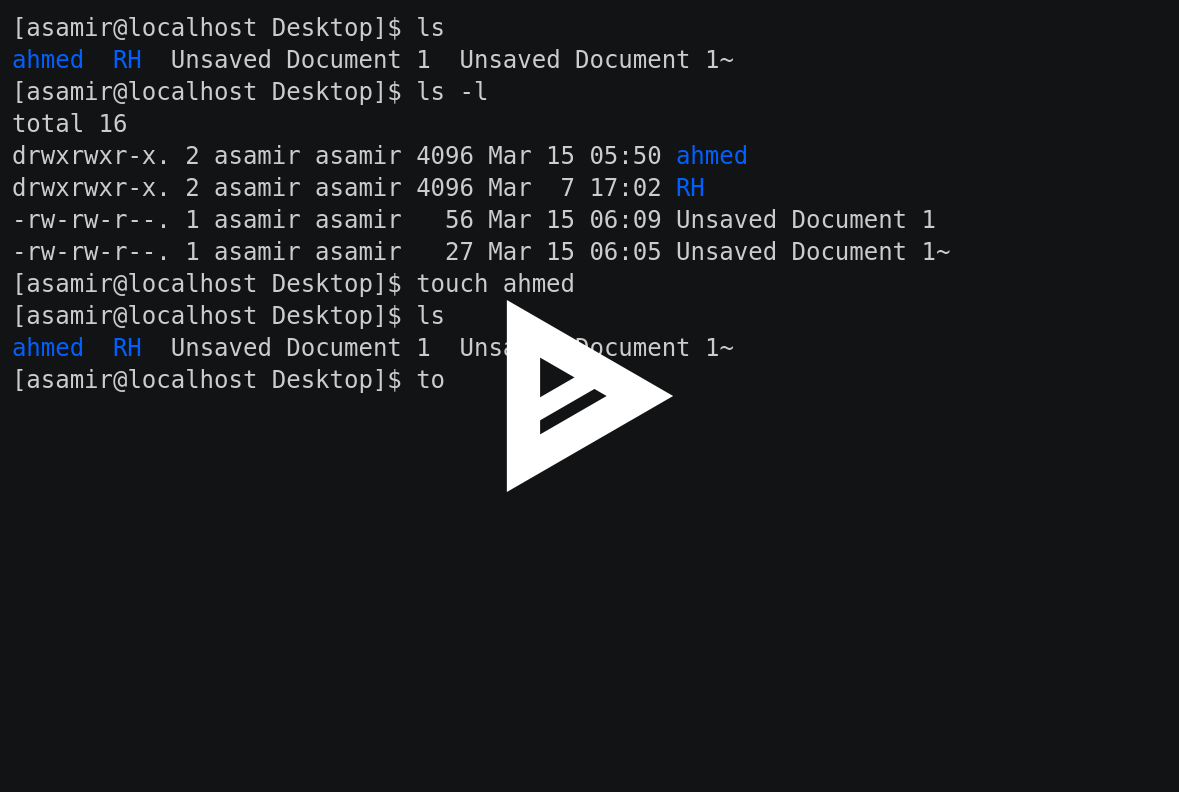 [asamir@localhost Desktop]$ ls
ahmed  RH  Unsaved Document 1  Unsaved Document 1~
[asamir@localhost Desktop]$ ls -l
total 16
drwxrwxr-x. 2 asamir asamir 4096 Mar 15 05:50 ahmed
drwxrwxr-x. 2 asamir asamir 4096 Mar  7 17:02 RH
-rw-rw-r--. 1 asamir asamir   56 Mar 15 06:09 Unsaved Document 1
-rw-rw-r--. 1 asamir asamir   27 Mar 15 06:05 Unsaved Document 1~
[asamir@localhost Desktop]$ touch ahmed
[asamir@localhost Desktop]$ ls
ahmed  RH  Unsaved Document 1  Unsaved Document 1~
[asamir@localhost Desktop]$ to